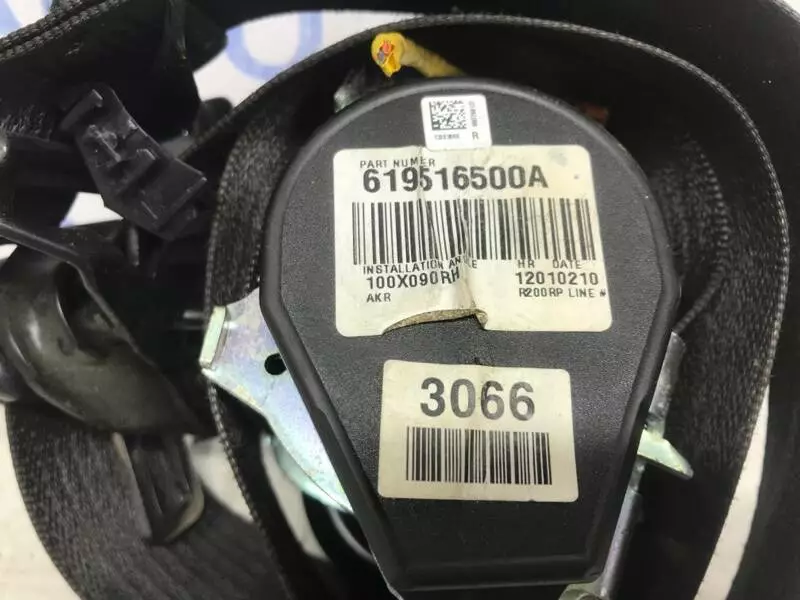 R
PART NUMER
619516500A
INSTALLATION HR DATE
100X090RH 12010210
AKR R200RP LINE #
3066